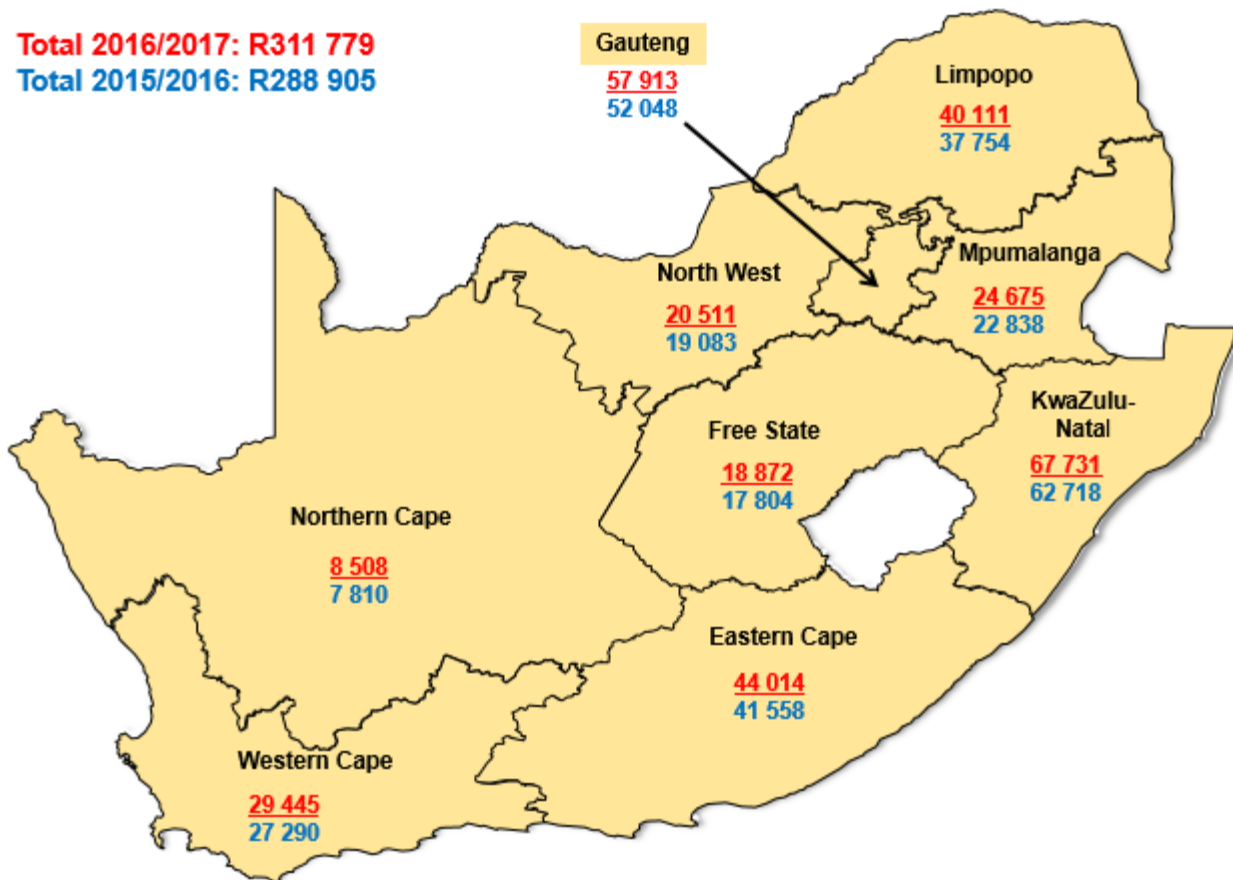 Total 2016/2017: R311 779
Total 2015/2016: R288 905
Gauteng
57 913
52 048
Limpopo
40 111
37 754
North West
20 511
19 083
Mpumalanga
24 675
22 838
Free State
18 872
17 804
KwaZulu-
Natal
67 731
62 718
Northern Cape
8 508
7 810
Eastern Cape
44 014
41 558
Western Cape
29 445
27 290